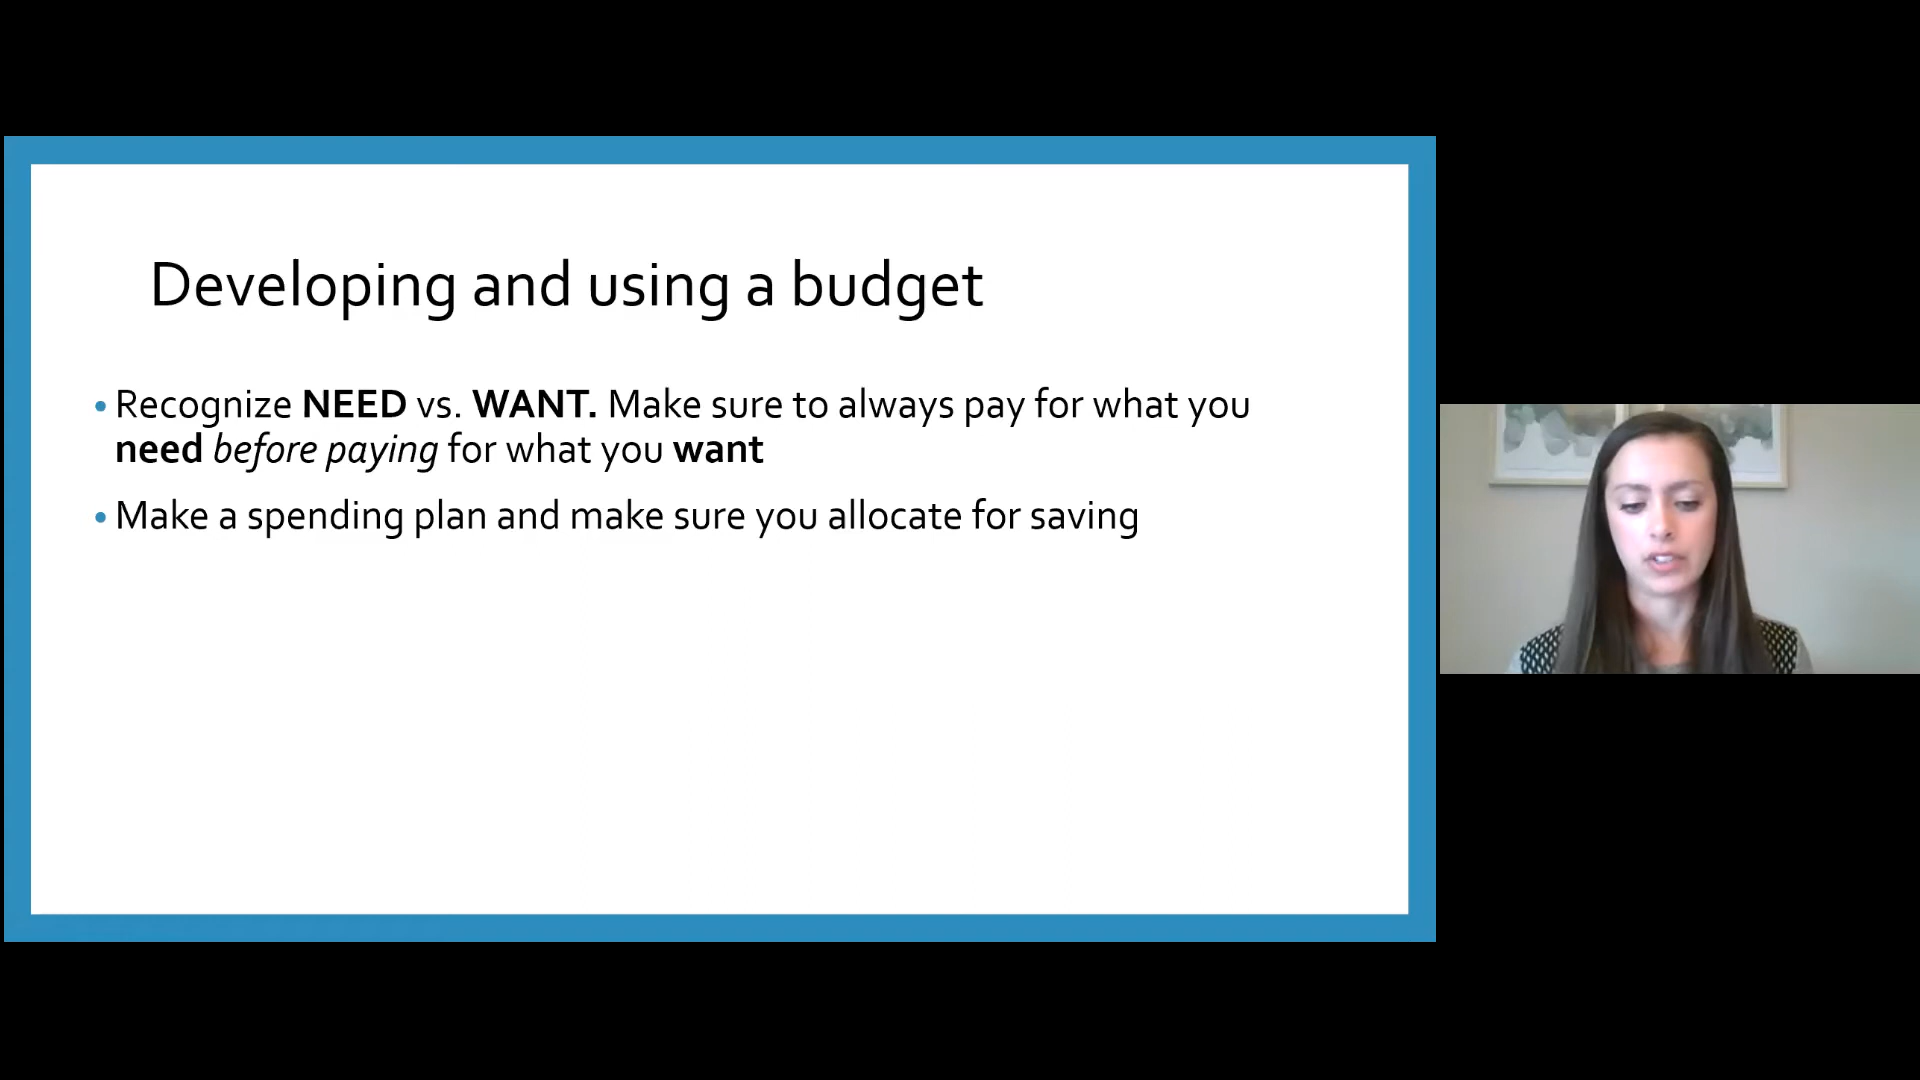 Developing and using a budget
• Recognize NEED vs. WANT. Make sure to always pay for what you
need before paying for what you want
• Make a spending plan and make sure you allocate for saving